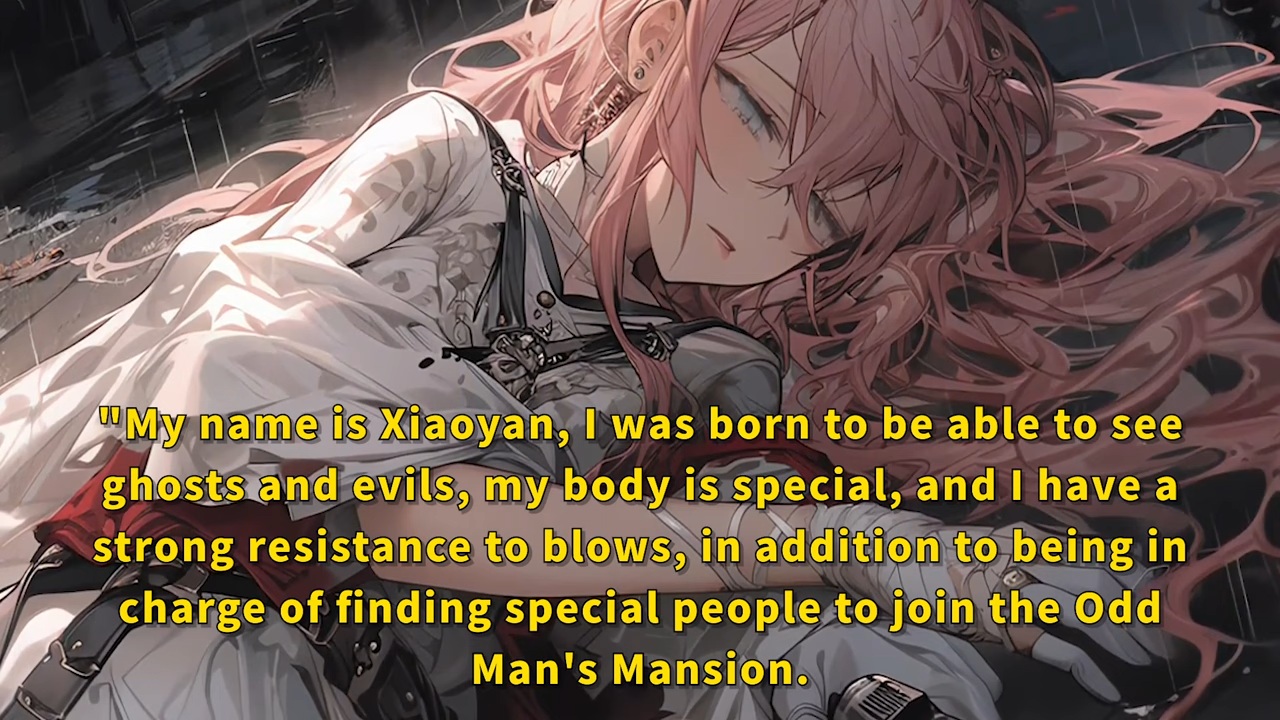 "My name is Xiaoyan, I was born to be able to see
ghosts and evils, my body is special, and I have a
strong resistance to blows, in addition to being in
charge of finding special people to join the Odd
Man's Mansion.